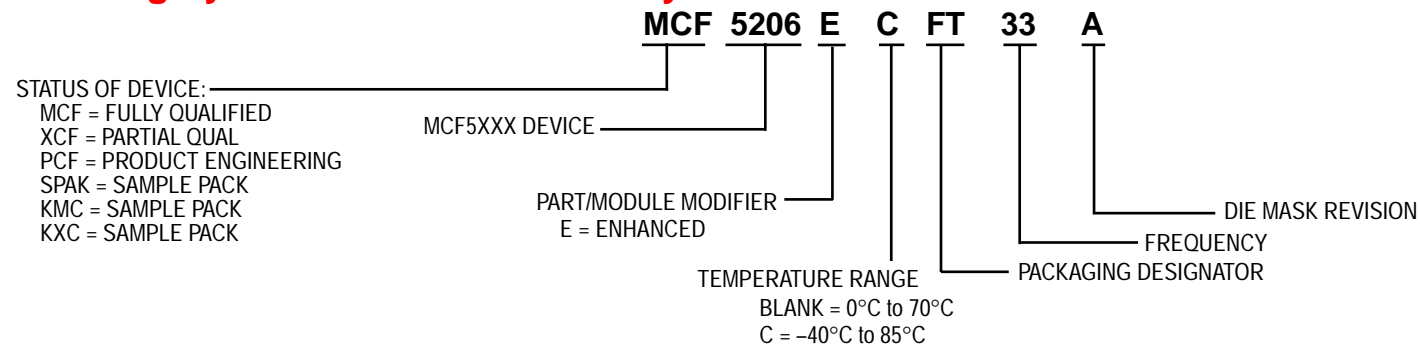 MCF 5206 E C FT 33 A
STATUS OF DEVICE:
MCF = FULLY QUALIFIED
XCF = PARTIAL QUAL
PCF = PRODUCT ENGINEERING
SPAK = SAMPLE PACK
KMC = SAMPLE PACK
KXC = SAMPLE PACK
MCF5XXX DEVICE
PART/MODULE MODIFIER
E = ENHANCED
TEMPERATURE RANGE
BLANK = 0°C to 70°C
C = –40°C to 85°C
PACKAGING DESIGNATOR
FREQUENCY
DIE MASK REVISION